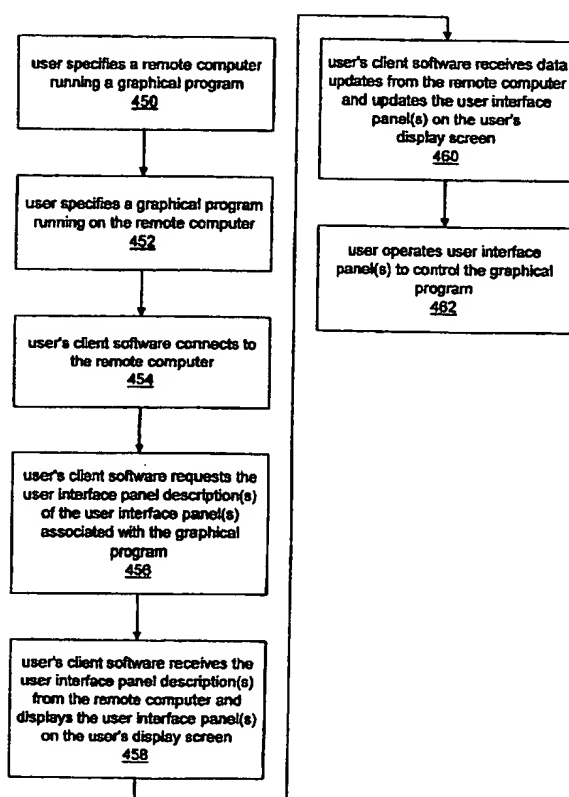 user specifies a remote computer
running a graphical program
450
user specifies a graphical program
running on the remote computer
452
user's client software connects to
the remote computer
454
user's client software requests the
user interface panel description(s)
of the user interface panel(s)
associated with the graphical
program
456
user's client software receives the
user interface panel description(s)
from the remote computer and
displays the user interface panel(s)
on the user's display screen
458
user's client software receives data
updates from the remote computer
and updates the user interface
panel(s) on the user's
display screen
460
user operates user interface
panel(s) to control the graphical
program
462